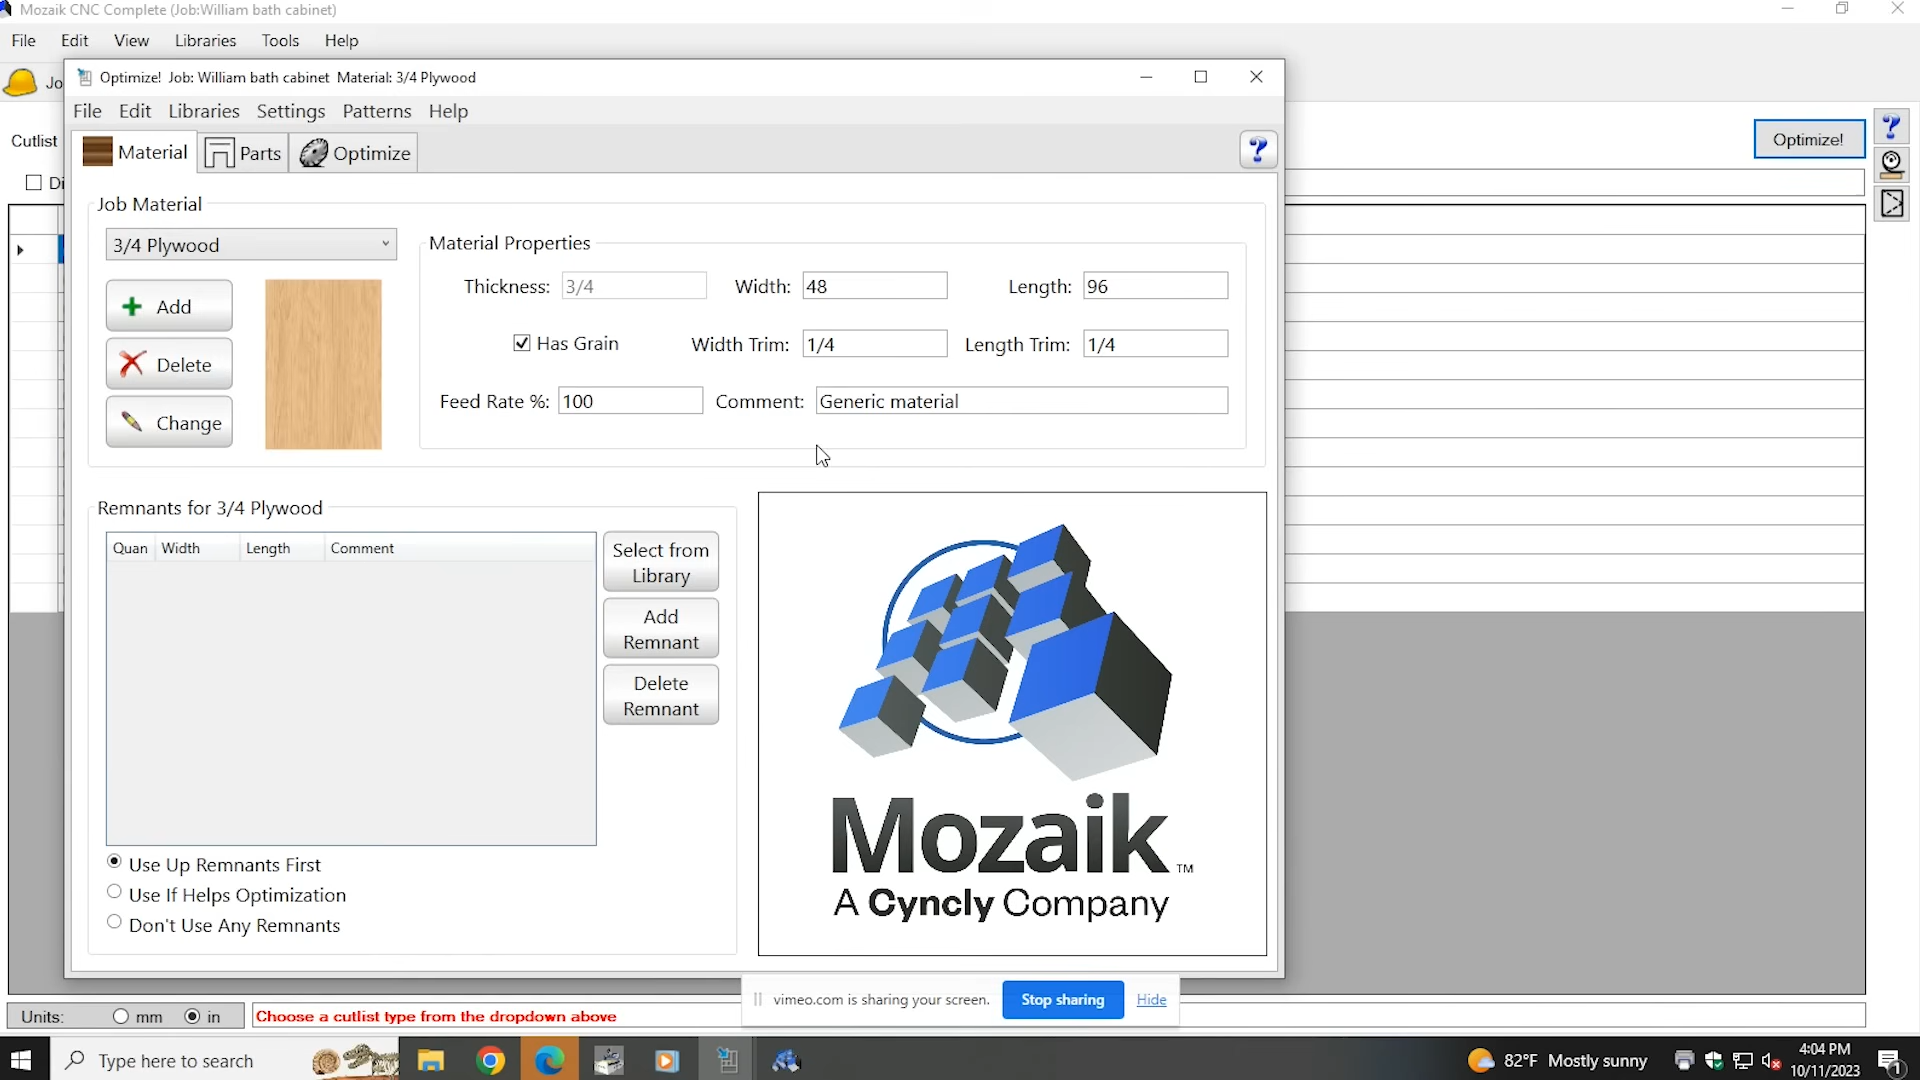 Mozaik CNC Complete (Job:William bath cabinet)
File Edit View Libraries Tools Help
Jo
Optimize! Job: William bath cabinet Material: 3/4 Plywood
File Edit Libraries Settings Patterns Help
Cutlist
Material Parts Optimize
Optimize!
Di
Job Material
3/4 Plywood
Material Properties
Thickness: 3/4 Width: 48 Length: 96
Add
Has Grain Width Trim: 1/4 Length Trim: 1/4
Delete
Feed Rate %: 100 Comment: Generic material
Change
Remnants for 3/4 Plywood
Quan Width Length Comment
Select from
Library
Add
Remnant
Delete
Remnant
Mozaik TM
A Cyncly Company
Use Up Remnants First
Use If Helps Optimization
Don't Use Any Remnants
vimeo.com is sharing your screen. Stop sharing Hide
Units: mm in Choose a cutlist type from the dropdown above
Type here to search
82°F Mostly sunny
4:04 PM
10/11/2023
1